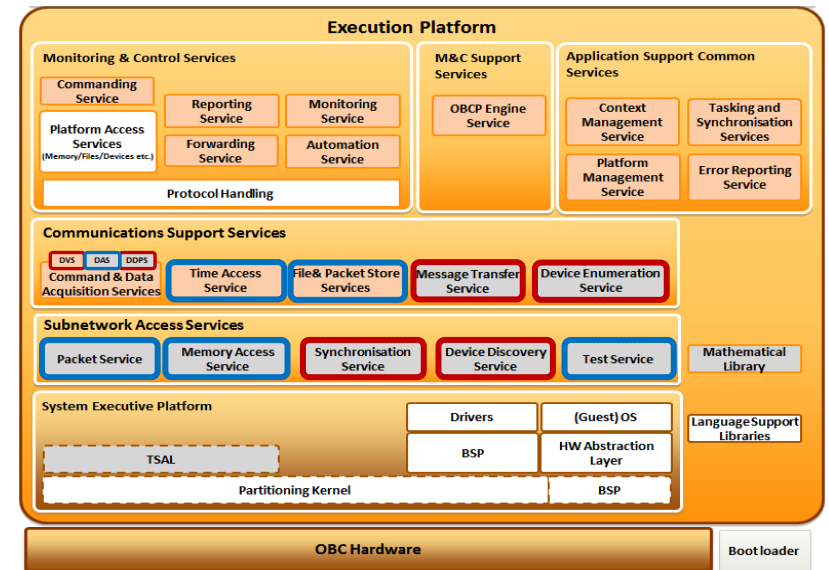 Execution Platform
Monitoring & Control Services
Commanding
Service
Platform Access
Services
(Memory/Files/Devices etc.)
Reporting
Service
Monitoring
Service
Forwarding
Service
Automation
Service
Protocol Handling
M&C Support
Services
OBCP Engine
Service
Application Support Common
Services
Context
Management
Service
Tasking and
Synchronisation
Services
Platform
Management
Service
Error Reporting
Service
Communications Support Services
DVS
DAS
DDPS
Command & Data
Acquisition Services
Time Access
Service
File& Packet Store
Services
Message Transfer
Service
Device Enumeration
Service
Subnetwork Access Services
Packet Service
Memory Access
Service
Synchronisation
Service
Device Discovery
Service
Test Service
Mathematical
Library
Language Support
Libraries
System Executive Platform
Drivers
(Guest) OS
TSAL
BSP
HW Abstraction
Layer
Partitioning Kernel
BSP
OBC Hardware
Boot loader